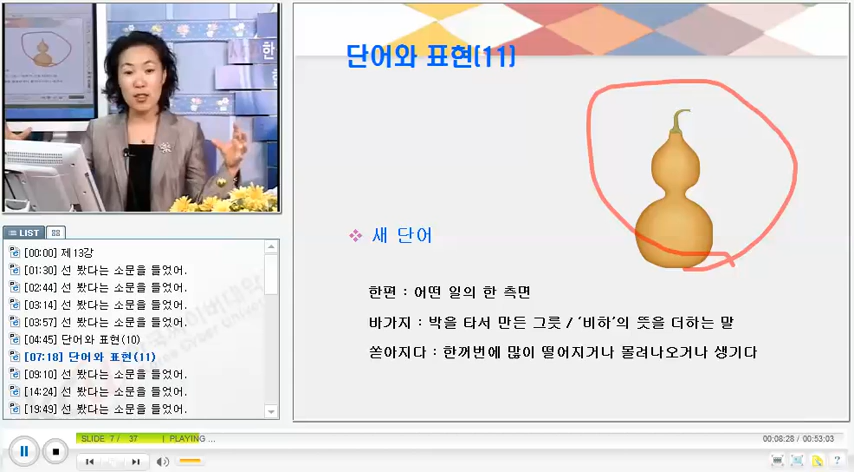 한
단어와 표현(11)
새 단어
한편 : 어떤 일의 한 측면
바가지 : 박을 타서 만든 그릇 / '비하'의 뜻을 더하는 말
쏟아지다 : 한꺼번에 많이 떨어지거나 몰려나오거나 생기다
LIST
[00:00] 제13강
[01:30] 선 봤다는 소문을 들었어.
[02:44] 선 봤다는 소문을 들었어.
[03:14] 선 봤다는 소문을 들었어.
[03:57] 선 봤다는 소문을 들었어.
[04:45] 단어와 표현(10)
[07:18] 단어와 표현(11)
[09:10] 선 봤다는 소문을 들었어.
[14:24] 선 봤다는 소문을 들었어.
[19:49] 선 봤다는 소문을 들었어.
SLIDE 7 / 37 | PLAYING ...
00:08:28 / 00:53:03